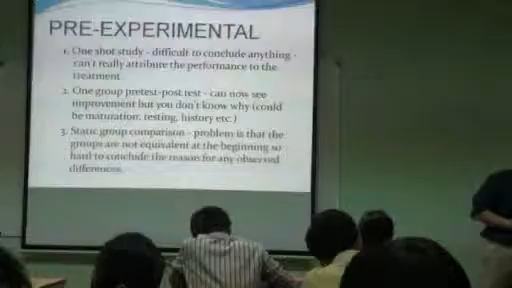 PRE-EXPERIMENTAL
1. One shot study - difficult to conclude anything -
can't really attribute the performance to the
treatment
2. One group pretest-post test - can now see
improvement but you don't know why (could
be maturation, testing, history etc.)
3. Static group comparison - problem is that the
groups are not equivalent at the beginning so
hard to conclude the reason for any observed
differences.